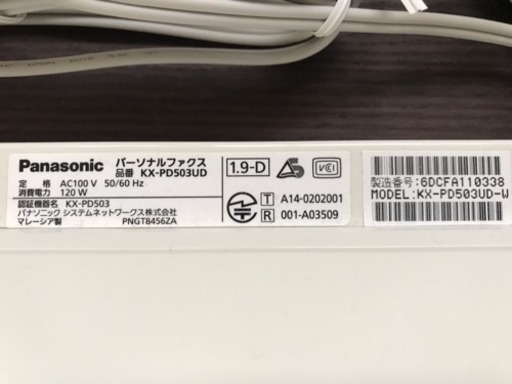 Panasonic パーソナルファクス
品番 KX-PD503UD
定 格 AC100 V 50/60 Hz
消費電力 120 W
認証機器名 KX-PD503
パナソニック システムネットワークス株式会社
マレーシア製 PNGT8456ZA
1.9-D
VCCI
T A14-0202001
R 001-A03509
製造番号:6DCFA110338
MODEL:KX-PD503UD-W